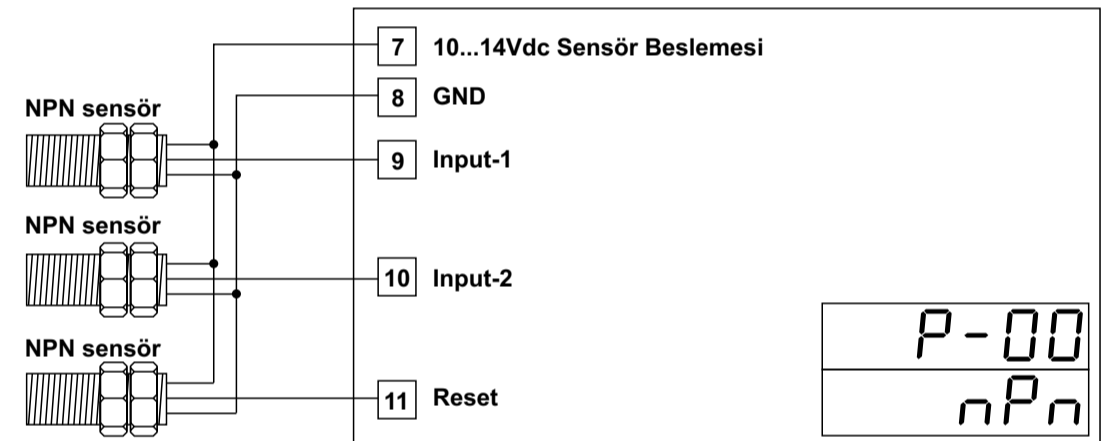 7 10...14Vdc Sensör Beslemesi
8 GND
NPN sensör
9 Input-1
NPN sensör
10 Input-2
P-00
NPN sensör
11 Reset
nPn